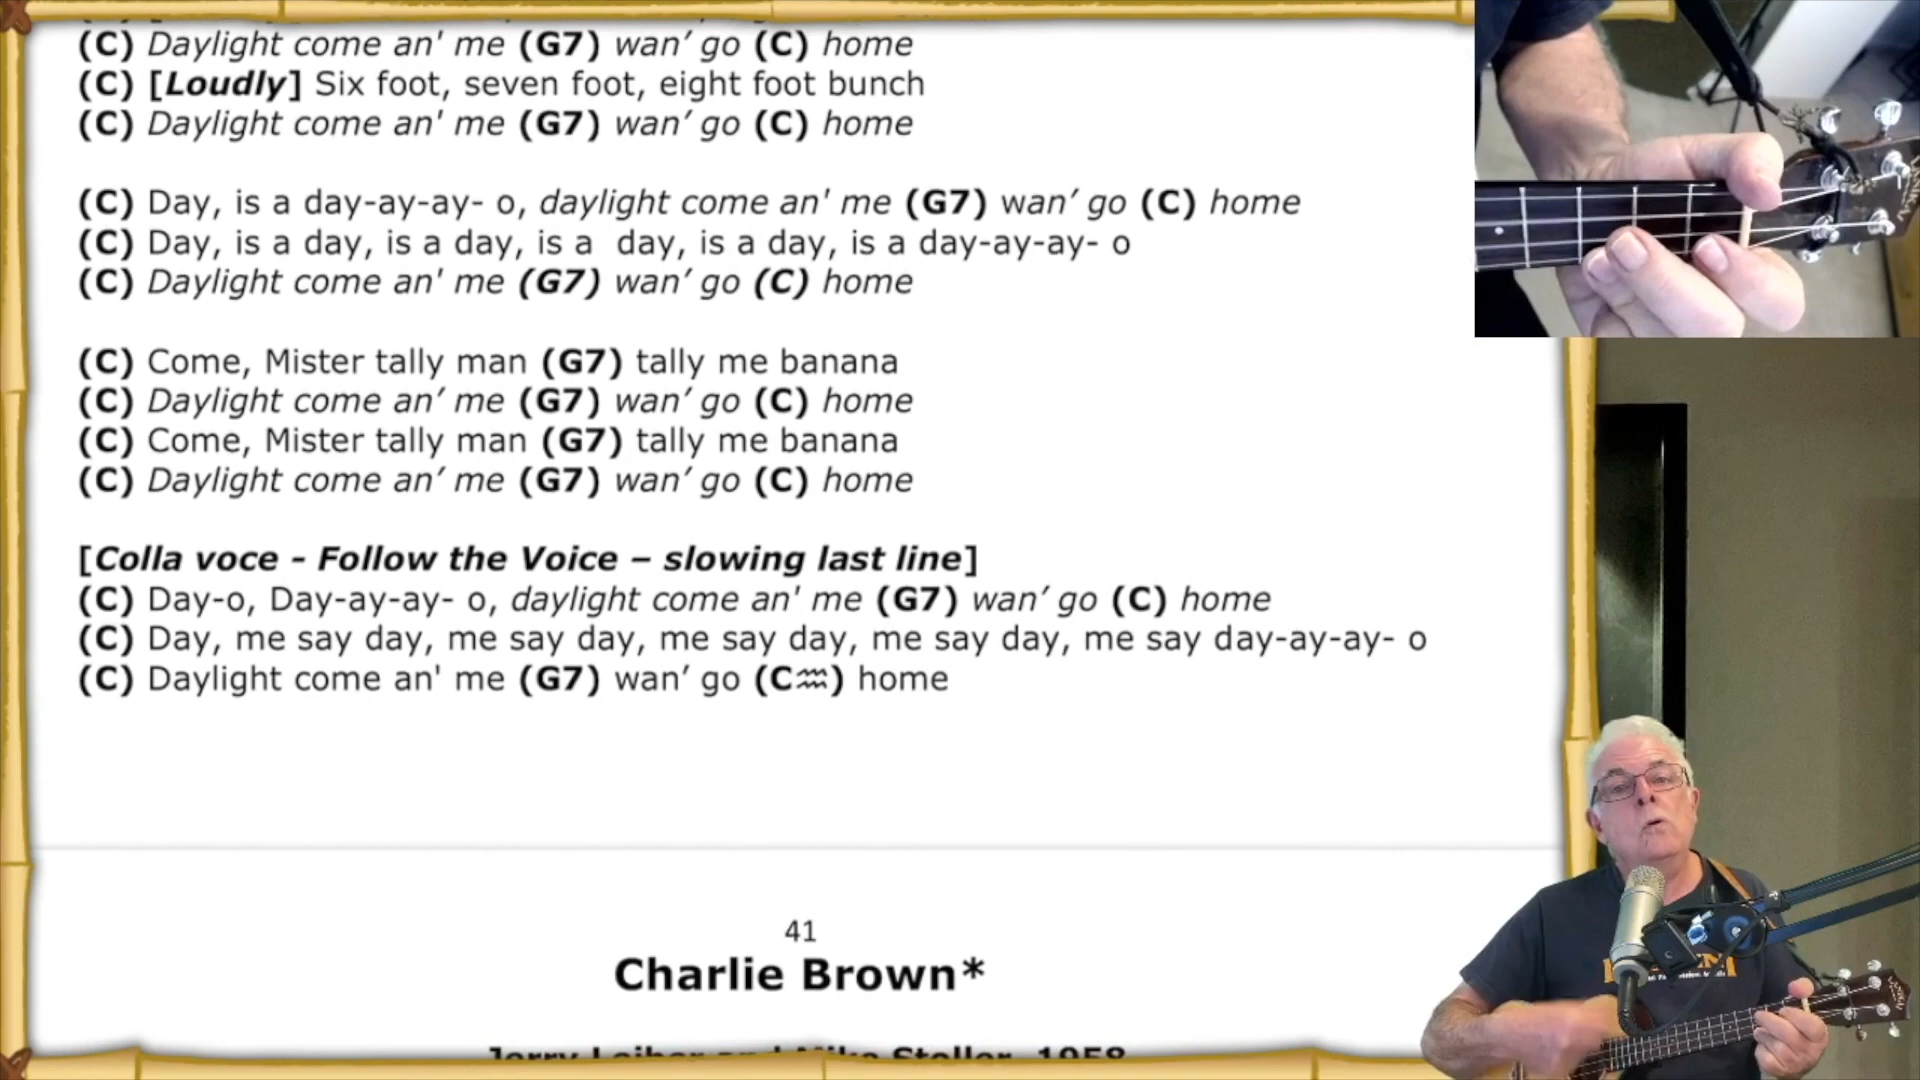 (C) Daylight come an' me (G7) wan’ go (C) home
(C) [Loudly] Six foot, seven foot, eight foot bunch
(C) Daylight come an' me (G7) wan’ go (C) home
(C) Day, is a day-ay-ay- o, daylight come an' me (G7) wan’ go (C) home
(C) Day, is a day, is a day, is a day, is a day, is a day-ay-ay- o
(C) Daylight come an' me (G7) wan’ go (C) home
(C) Come, Mister tally man (G7) tally me banana
(C) Daylight come an’ me (G7) wan’ go (C) home
(C) Come, Mister tally man (G7) tally me banana
(C) Daylight come an’ me (G7) wan’ go (C) home
[Colla voce - Follow the Voice – slowing last line]
(C) Day-o, Day-ay-ay- o, daylight come an' me (G7) wan’ go (C) home
(C) Day, me say day, me say day, me say day, me say day, me say day-ay-ay- o
(C) Daylight come an' me (G7) wan’ go (C♒) home
41
Charlie Brown*
Jerry Leiber and Mike Stoller, 1958